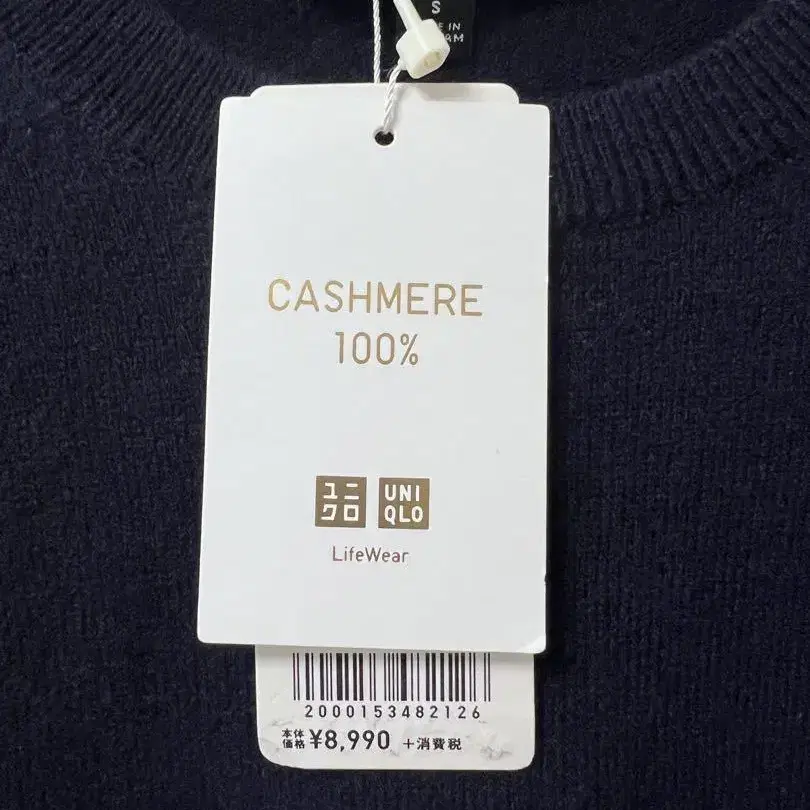 S
CASHMERE
100%
ユニ
クロ
UNI
QLO
LifeWear
2000153482126
本体
価格 ¥8,990 +消費税